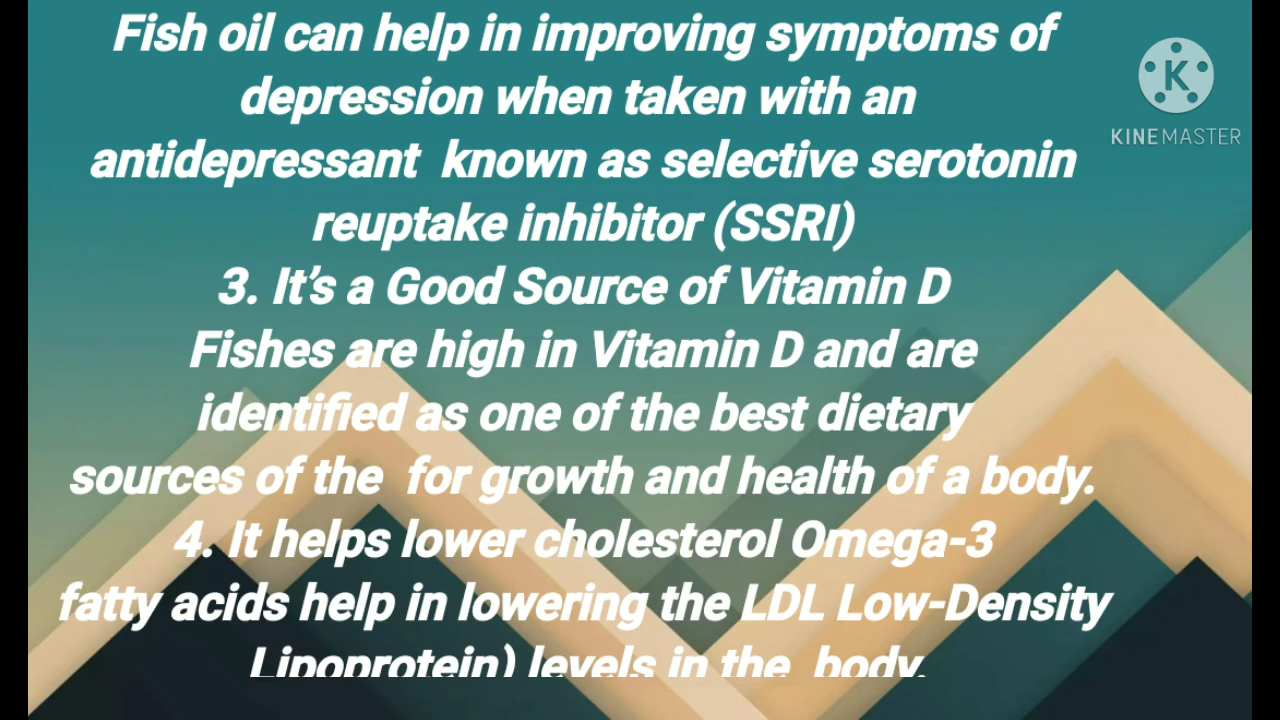 Fish oil can help in improving symptoms of
depression when taken with an
antidepressant known as selective serotonin
reuptake inhibitor (SSRI)
3. It’s a Good Source of Vitamin D
Fishes are high in Vitamin D and are
identified as one of the best dietary
sources of the for growth and health of a body.
4. It helps lower cholesterol Omega-3
fatty acids help in lowering the LDL Low-Density
Lipoprotein) levels in the body.
K
KINEMASTER